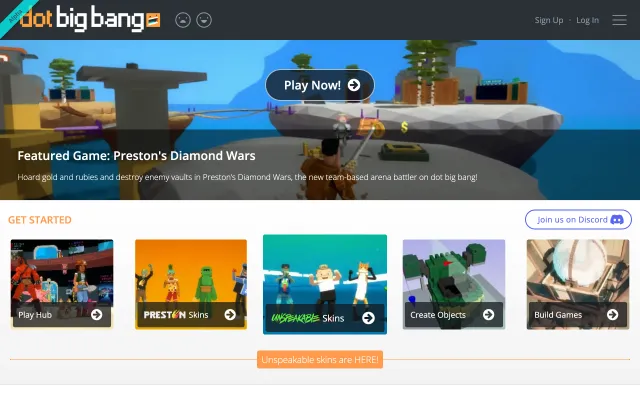 Alpha
dot big bang
Sign Up · Log In
Play Now!
Featured Game: Preston's Diamond Wars
Hoard gold and rubies and destroy enemy vaults in Preston's Diamond Wars, the new team-based arena battler on dot big bang!
GET STARTED
Join us on Discord
Play Hub
PRESTON Skins
UNSPEAKABLE Skins
Create Objects
Build Games
Unspeakable skins are HERE!